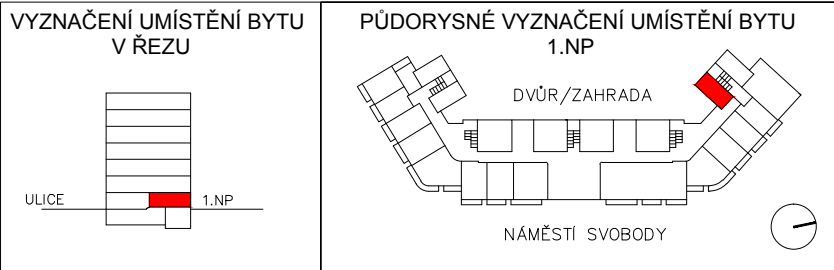 VYZNAČENÍ UMÍSTĚNÍ BYTU
V ŘEZU
ULICE
1.NP
PŮDORYSNÉ VYZNAČENÍ UMÍSTĚNÍ BYTU
1.NP
DVŮR/ZAHRADA
NÁMĚSTÍ SVOBODY